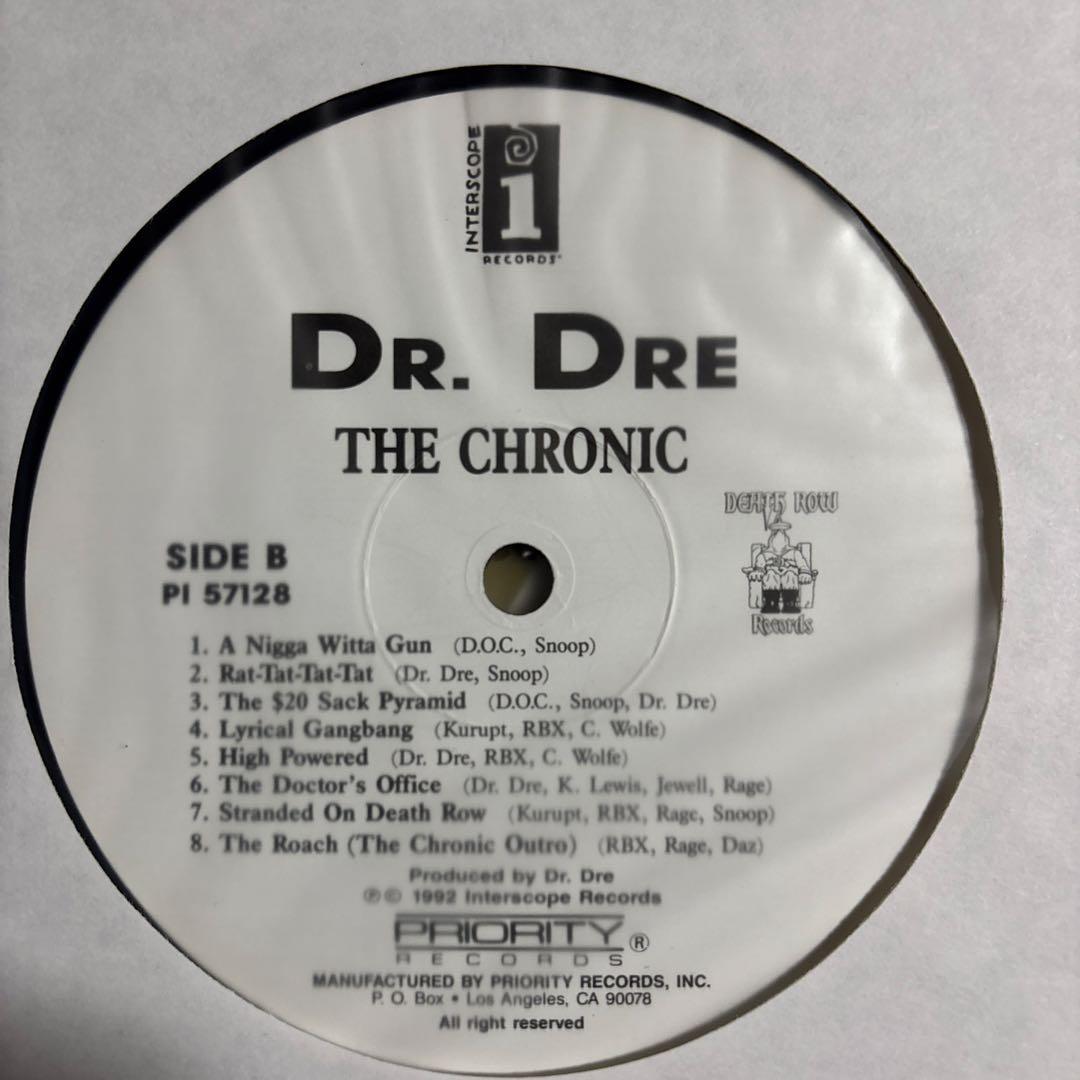 INTERSCOPE
i
RECORDS
DR. DRE
THE CHRONIC
DEATH ROW
Records
SIDE B
PI 57128
1. A Nigga Witta Gun (D.O.C., Snoop)
2. Rat-Tat-Tat-Tat (Dr. Dre, Snoop)
3. The $20 Sack Pyramid (D.O.C., Snoop, Dr. Dre)
4. Lyrical Gangbang (Kurupt, RBX, C. Wolfe)
5. High Powered (Dr. Dre, RBX, C. Wolfe)
6. The Doctor's Office (Dr. Dre, K. Lewis, Jewell, Rage)
7. Stranded On Death Row (Kurupt, RBX, Rage, Snoop)
8. The Roach (The Chronic Outro) (RBX, Rage, Daz)
Produced by Dr. Dre
℗© 1992 Interscope Records
PRIORITY ®
RECORDS
MANUFACTURED BY PRIORITY RECORDS, INC.
P. O. Box • Los Angeles, CA 90078
All right reserved